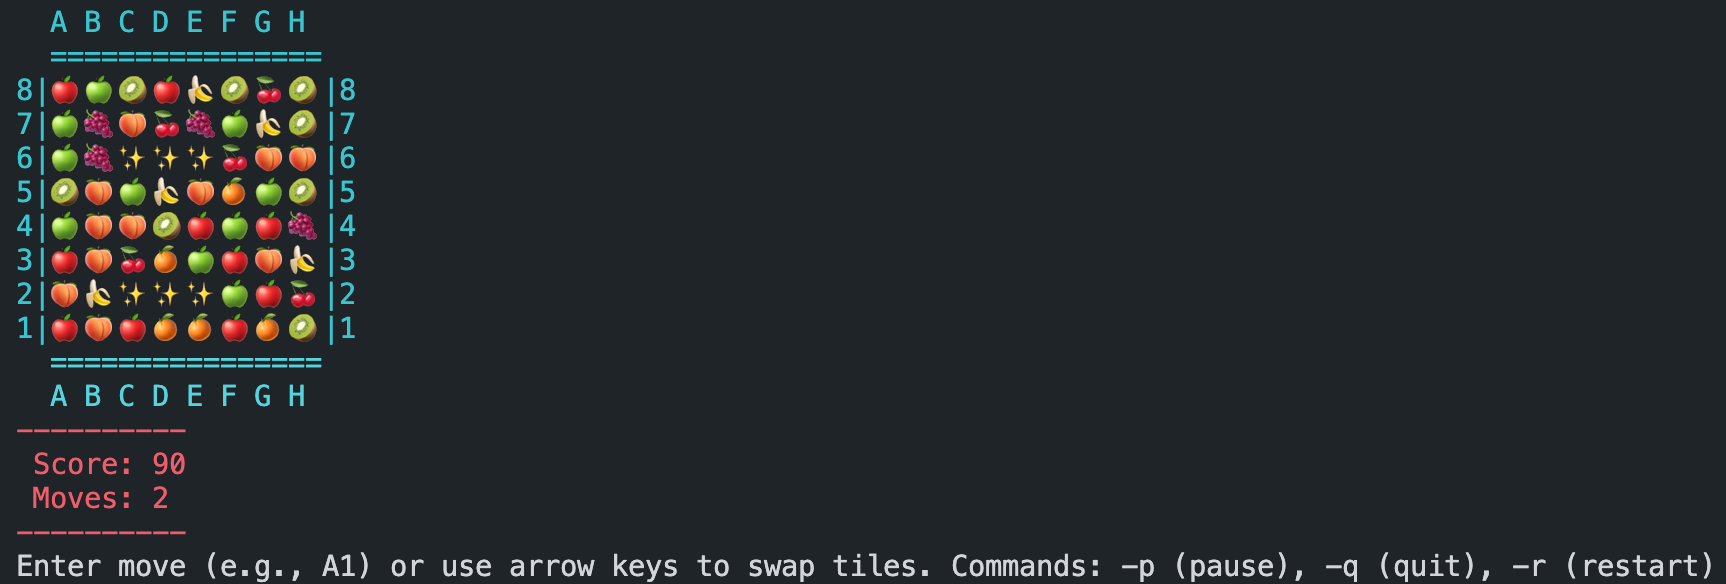 A B C D E F G H
================
8|🍎🍏🥝🍎🍌🥝🍒🥝|8
7|🍏🍇🍑🍒🍇🍏🍌🥝|7
6|🍏🍇✨✨✨🍒🍑🍑|6
5|🥝🍑🍏🍌🍑🍊🍏🥝|5
4|🍏🍑🍑🥝🍎🍏🍎🍇|4
3|🍎🍑🍒🍊🍏🍎🍑🍌|3
2|🍑🍌✨✨✨🍏🍎🍒|2
1|🍎🍑🍎🍊🍊🍎🍊🥝|1
================
A B C D E F G H
----------
Score: 90
Moves: 2
----------
Enter move (e.g., A1) or use arrow keys to swap tiles. Commands: -p (pause), -q (quit), -r (restart)